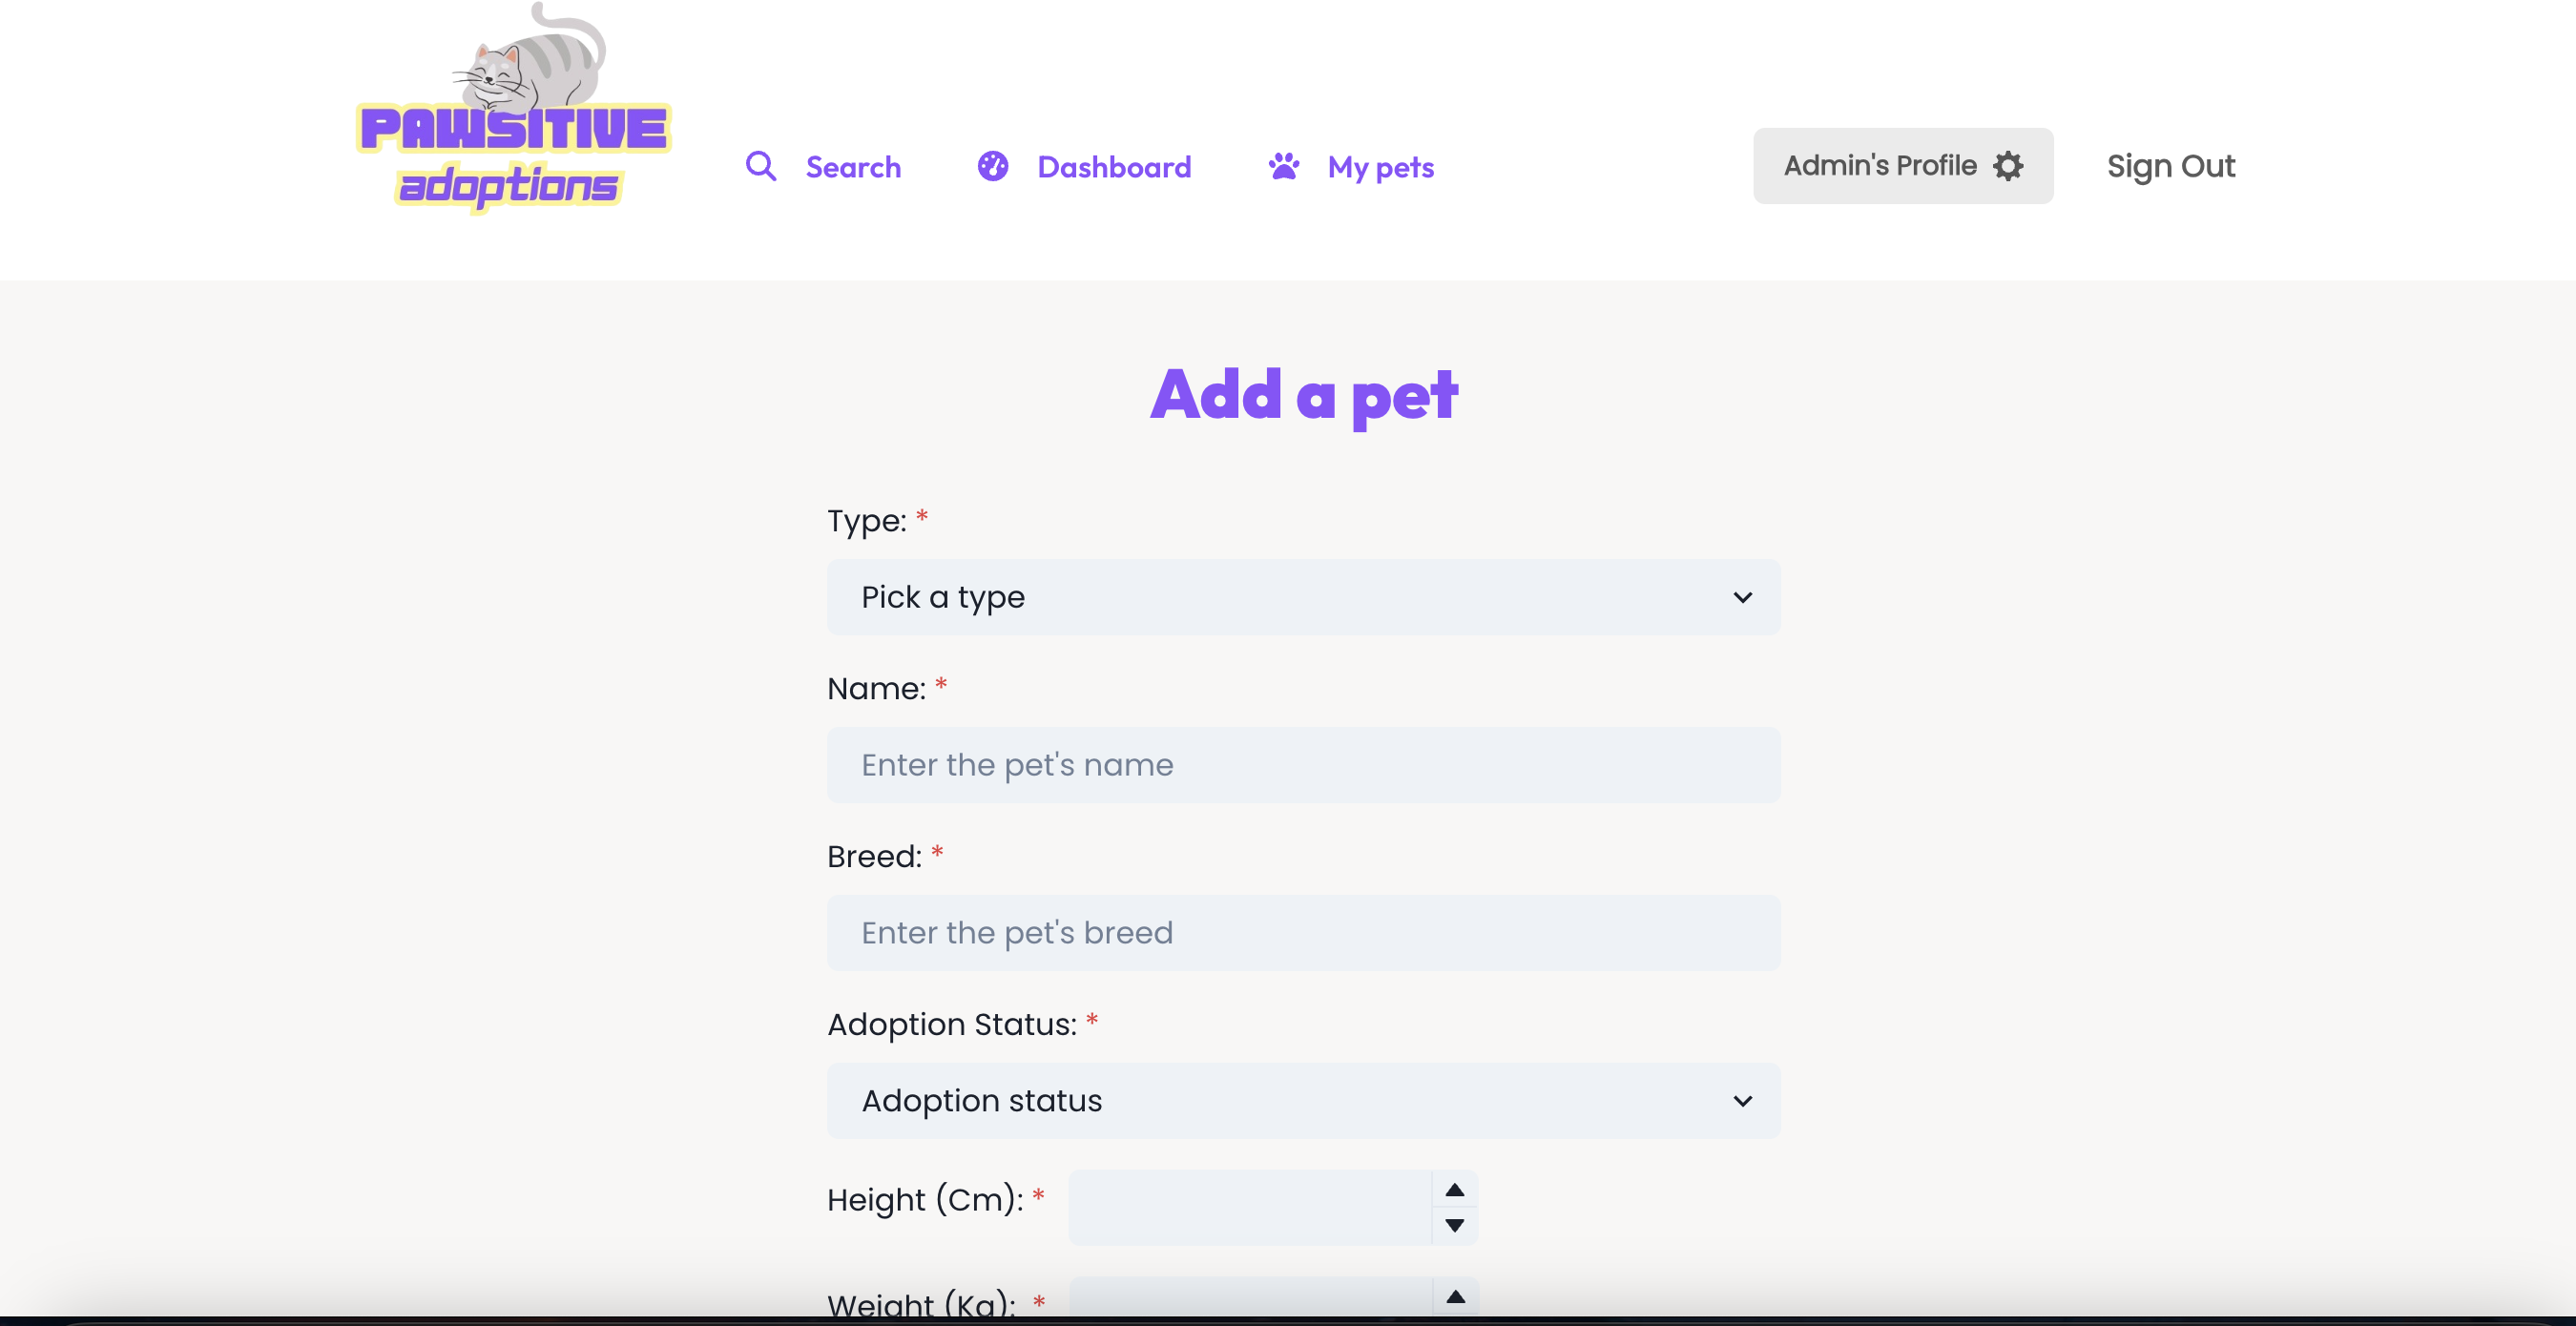 PAWSITIVE
adoptions
Search
Dashboard
My pets
Admin's Profile
Sign Out
Add a pet
Type: *
Pick a type
Name: *
Enter the pet's name
Breed: *
Enter the pet's breed
Adoption Status: *
Adoption status
Height (Cm): *
Weight (Kg): *